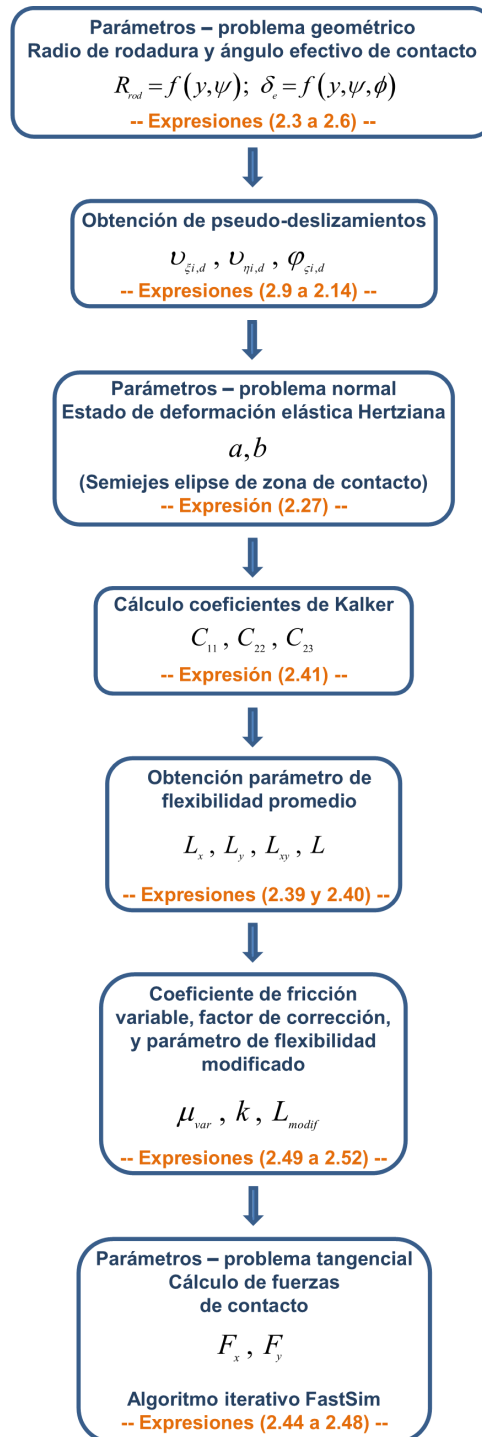 Parámetros – problema geométrico
Radio de rodadura y ángulo efectivo de contacto
R_rod = f(y,ψ); δ_e = f(y,ψ,ϕ)
-- Expresiones (2.3 a 2.6) --
Obtención de pseudo-deslizamientos
υ_ξi,d , υ_ηi,d , φ_ςi,d
-- Expresiones (2.9 a 2.14) --
Parámetros – problema normal
Estado de deformación elástica Hertziana
a,b
(Semiejes elipse de zona de contacto)
-- Expresión (2.27) --
Cálculo coeficientes de Kalker
C_11 , C_22 , C_23
-- Expresión (2.41) --
Obtención parámetro de
flexibilidad promedio
L_x , L_y , L_xy , L
-- Expresiones (2.39 y 2.40) --
Coeficiente de fricción
variable, factor de corrección,
y parámetro de flexibilidad
modificado
μ_var , k , L_modif
-- Expresiones (2.49 a 2.52) --
Parámetros – problema tangencial
Cálculo de fuerzas
de contacto
F_x , F_y
Algoritmo iterativo FastSim
-- Expresiones (2.44 a 2.48) --